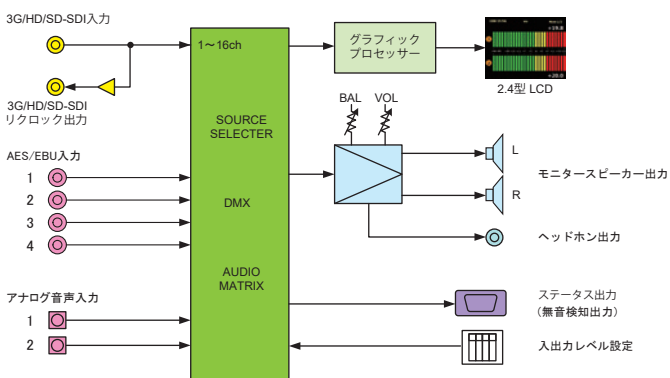 3G/HD/SD-SDI入力
1～16ch
グラフィック
プロセッサー
2.4型 LCD
3G/HD/SD-SDI
リクロック出力
BAL VOL
SOURCE
SELECTER
AES/EBU入力
1
2
3
4
DMX
L
R
モニタースピーカー出力
ヘッドホン出力
AUDIO
MATRIX
アナログ音声入力
1
2
ステータス出力
(無音検知出力)
入出力レベル設定